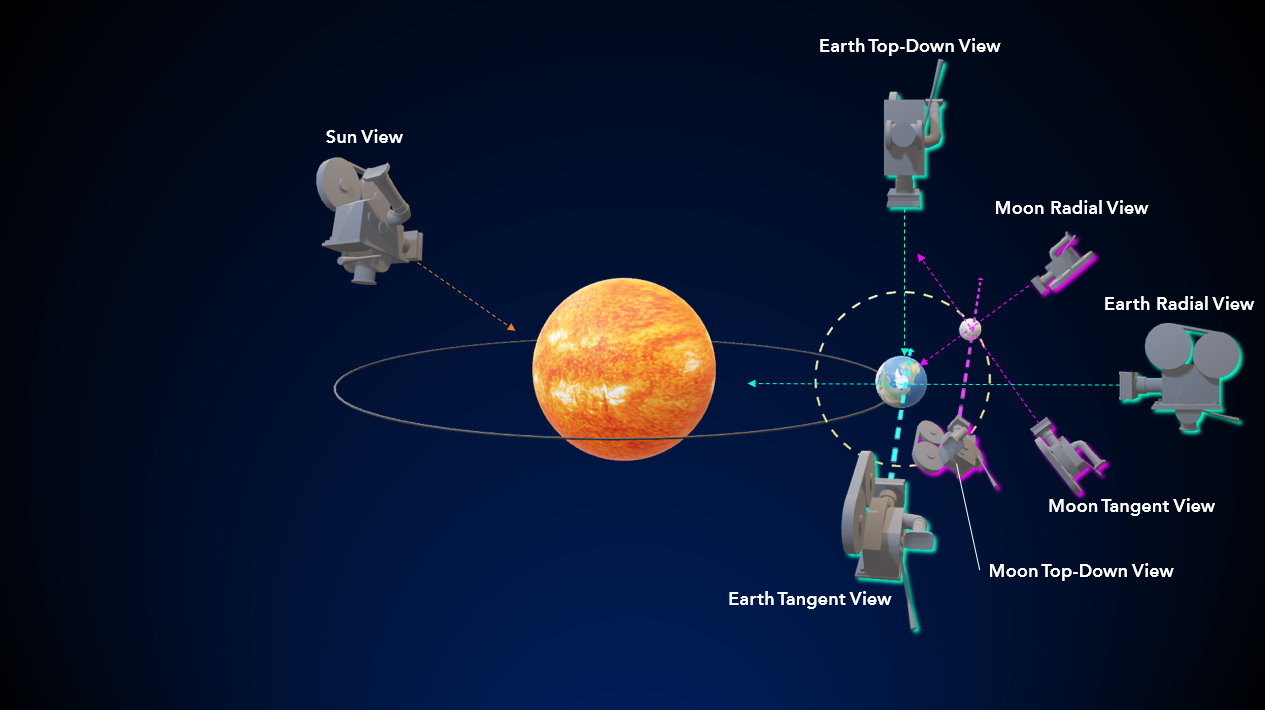 Earth Top-Down View
Sun View
Moon Radial View
Earth Radial View
Moon Tangent View
Moon Top-Down View
Earth Tangent View